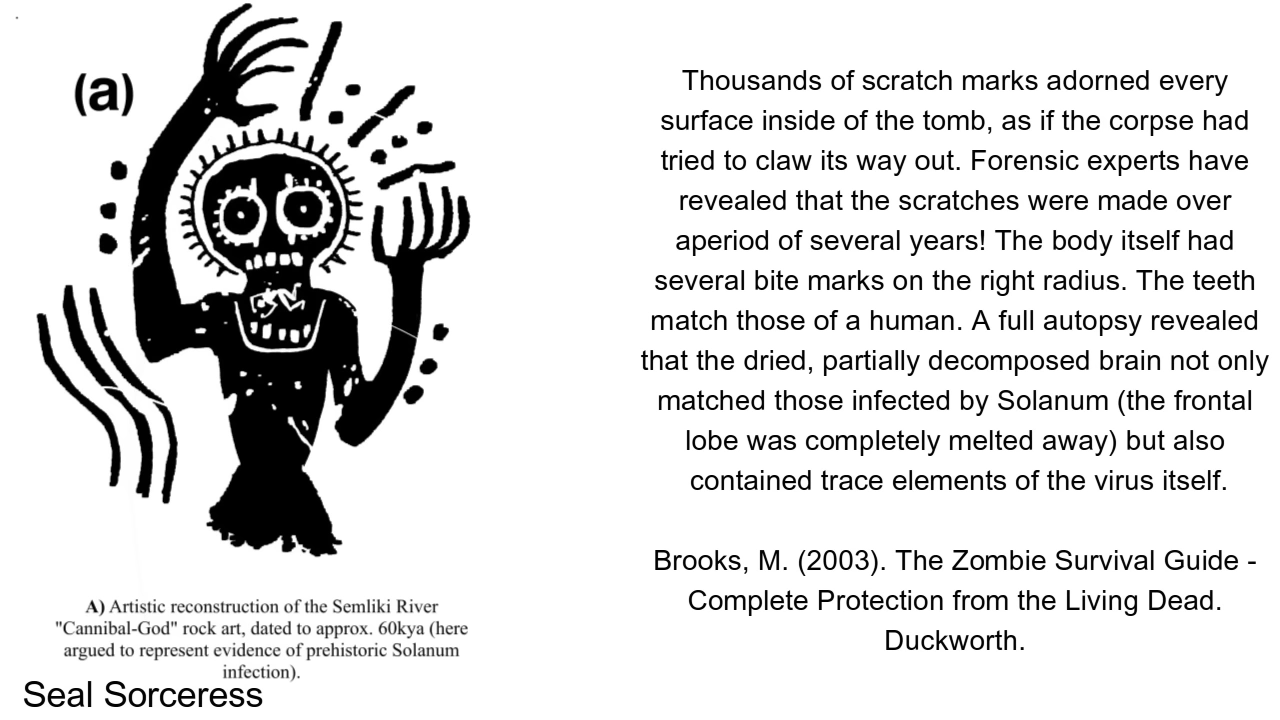 (a)
A) Artistic reconstruction of the Semliki River
"Cannibal-God" rock art, dated to approx. 60kya (here
argued to represent evidence of prehistoric Solanum
infection).
Seal Sorceress
Thousands of scratch marks adorned every
surface inside of the tomb, as if the corpse had
tried to claw its way out. Forensic experts have
revealed that the scratches were made over
aperiod of several years! The body itself had
several bite marks on the right radius. The teeth
match those of a human. A full autopsy revealed
that the dried, partially decomposed brain not only
matched those infected by Solanum (the frontal
lobe was completely melted away) but also
contained trace elements of the virus itself.
Brooks, M. (2003). The Zombie Survival Guide -
Complete Protection from the Living Dead.
Duckworth.